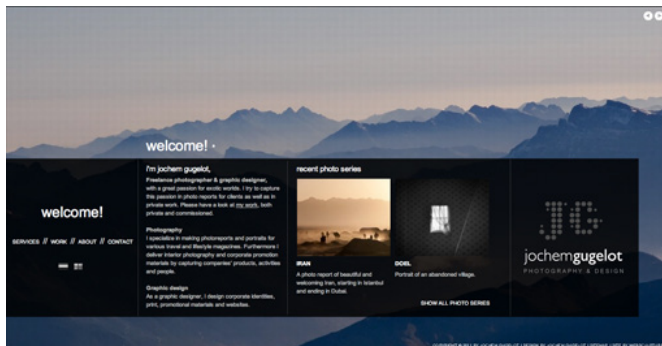 welcome! ·
welcome!
SERVICES // WORK // ABOUT // CONTACT
i'm jochem gugelot,
Freelance photographer & graphic designer,
with a great passion for exotic worlds. I try to capture
this passion in photo reports for clients as well as in
private work. Please have a look at my work, both
private and commissioned.
Photography
I specialize in making photoreports and portraits for
various travel and lifestyle magazines. Furthermore I
deliver interior photography and corporate promotion
materials by capturing companies' products, activities
and people.
Graphic design
As a graphic designer, I design corporate identities,
print, promotional materials and websites.
recent photo series
IRAN
A photo report of beautiful and
welcoming Iran, starting in Istanbul
and ending in Dubai.
DOEL
Portrait of an abandoned village.
SHOW ALL PHOTO SERIES
JG
jochemgugelot
PHOTOGRAPHY & DESIGN